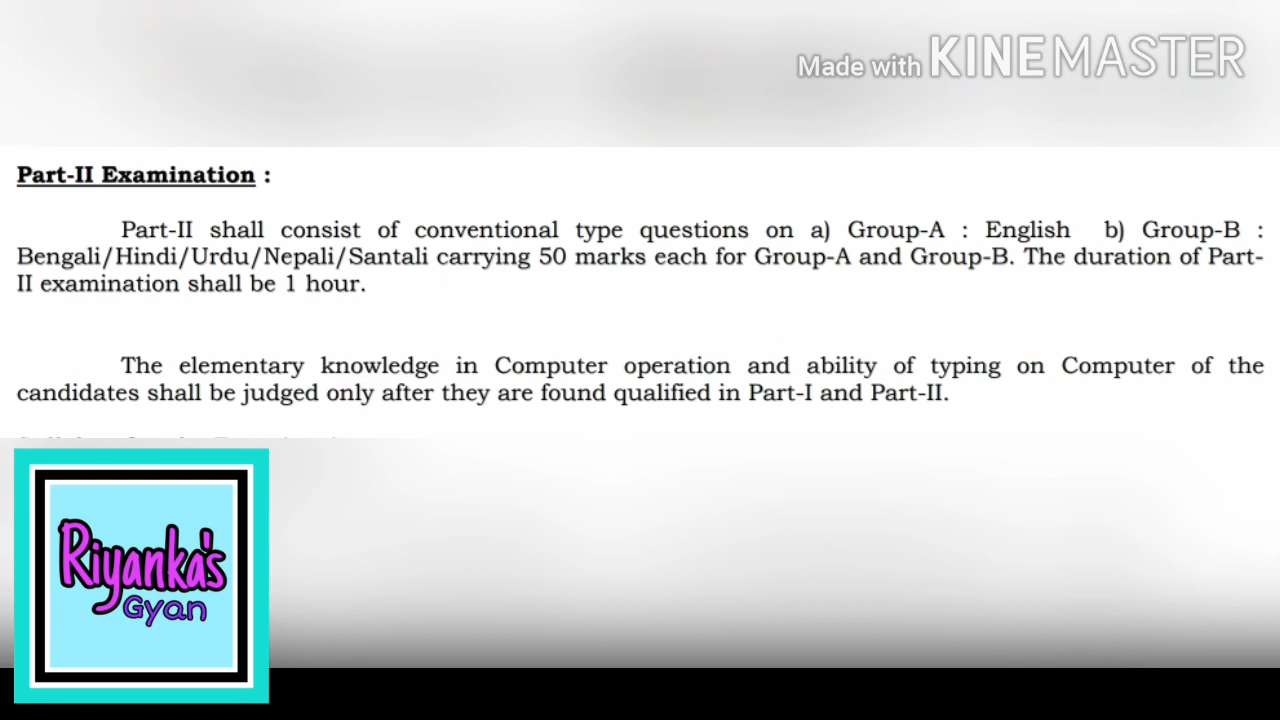 Made with KINEMASTER
Part-II Examination :
Part-II shall consist of conventional type questions on a) Group-A : English b) Group-B :
Bengali/Hindi/Urdu/Nepali/Santali carrying 50 marks each for Group-A and Group-B. The duration of Part-
II examination shall be 1 hour.
The elementary knowledge in Computer operation and ability of typing on Computer of the
candidates shall be judged only after they are found qualified in Part-I and Part-II.
Riyanka's
Gyan